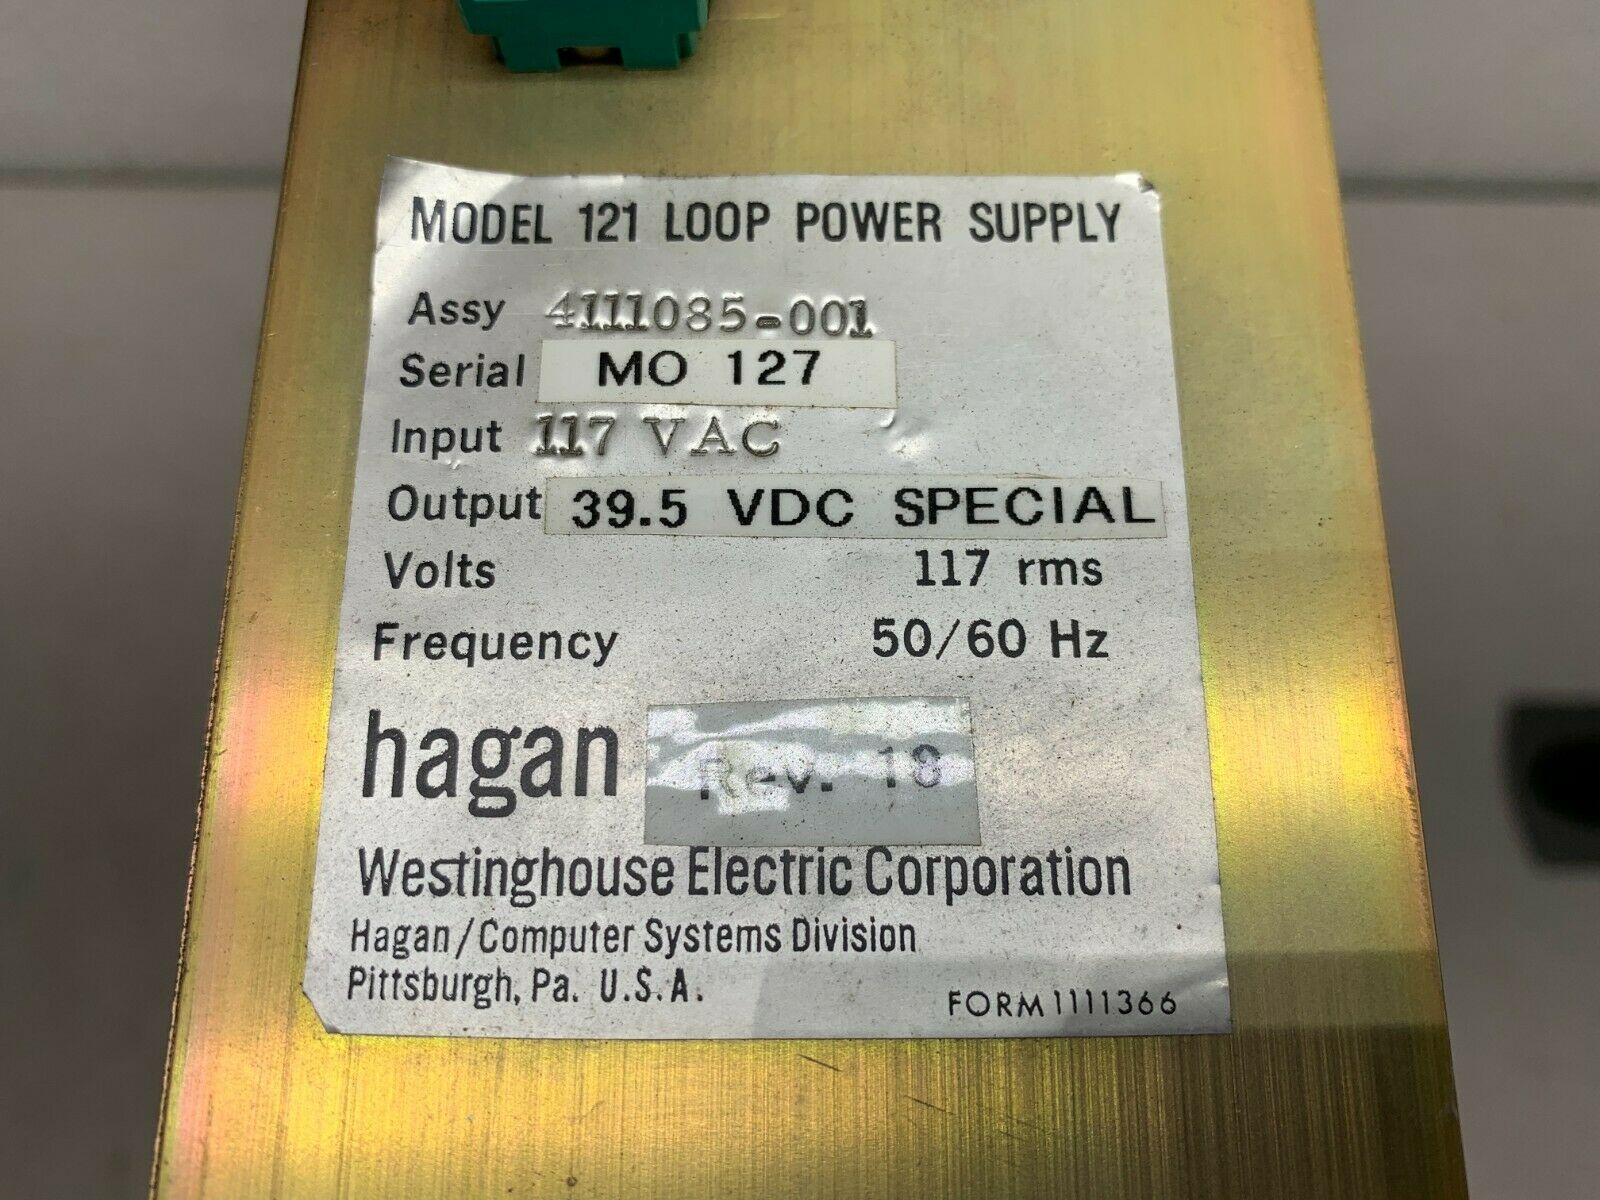 MODEL 121 LOOP POWER SUPPLY
Assy 4111085-001
Serial MO 127
Input 117 VAC
Output 39.5 VDC SPECIAL
Volts 117 rms
Frequency 50/60 Hz
hagan Rev. 18
Westinghouse Electric Corporation
Hagan/Computer Systems Division
Pittsburgh, Pa. U.S.A.
FORM 1111366